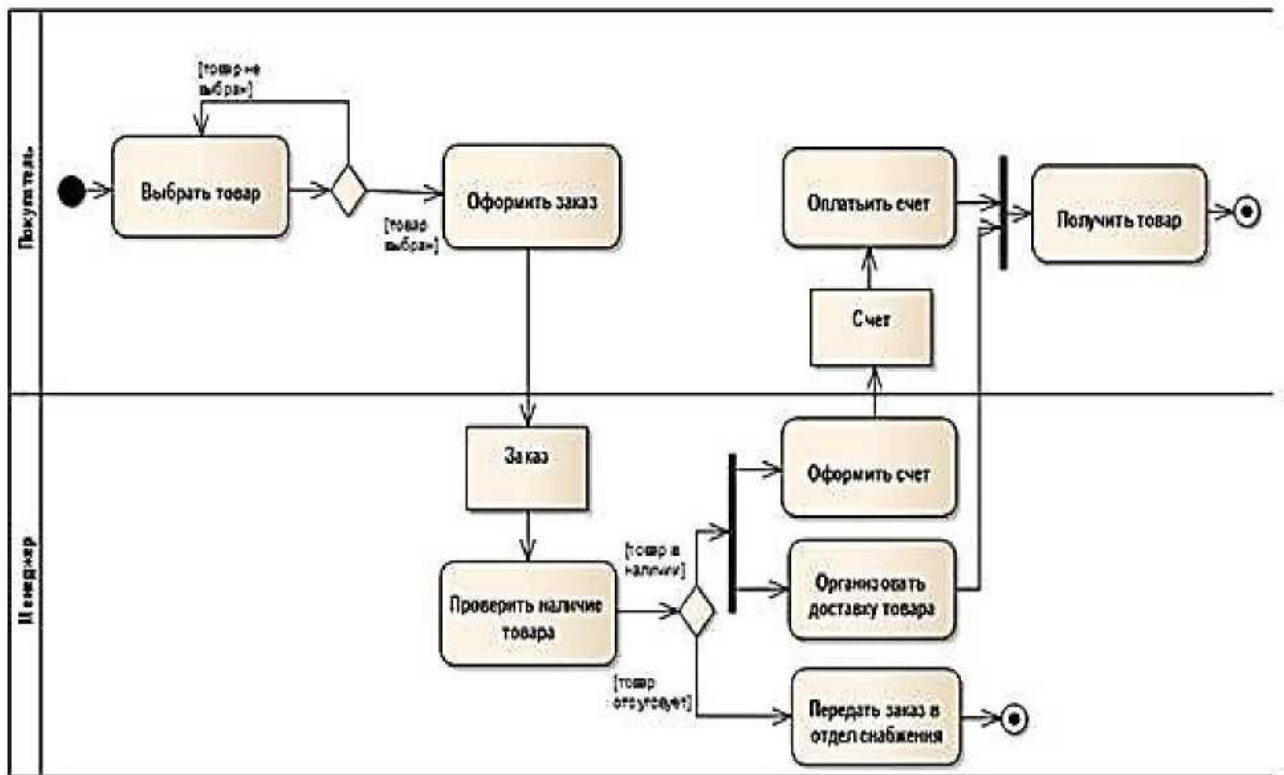 Покупатель
[товар не
выбран]
Выбрать товар
[товар
выбран]
Оформить заказ
Оплатьить счет
Получить товар
Счет
Менеджер
Заказ
Проверить наличие
товара
[товар в
наличии]
[товар
отсутсвует]
Оформить счет
Организовать
доставку товара
Передать заказ в
отдел снабжения